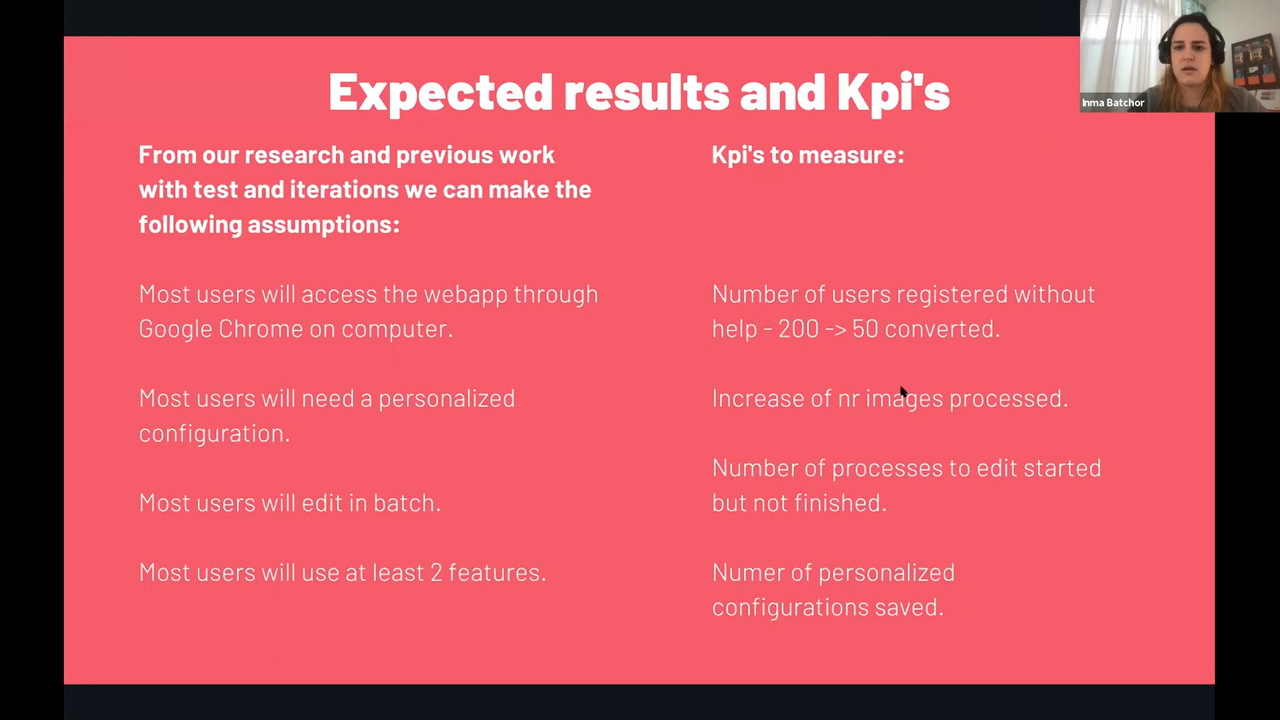 Expected results and Kpi's
From our research and previous work
with test and iterations we can make the
following assumptions:
Most users will access the webapp through
Google Chrome on computer.
Most users will need a personalized
configuration.
Most users will edit in batch.
Most users will use at least 2 features.
Kpi's to measure:
Number of users registered without
help - 200 -> 50 converted.
Increase of nr images processed.
Number of processes to edit started
but not finished.
Numer of personalized
configurations saved.
Inma Batchor